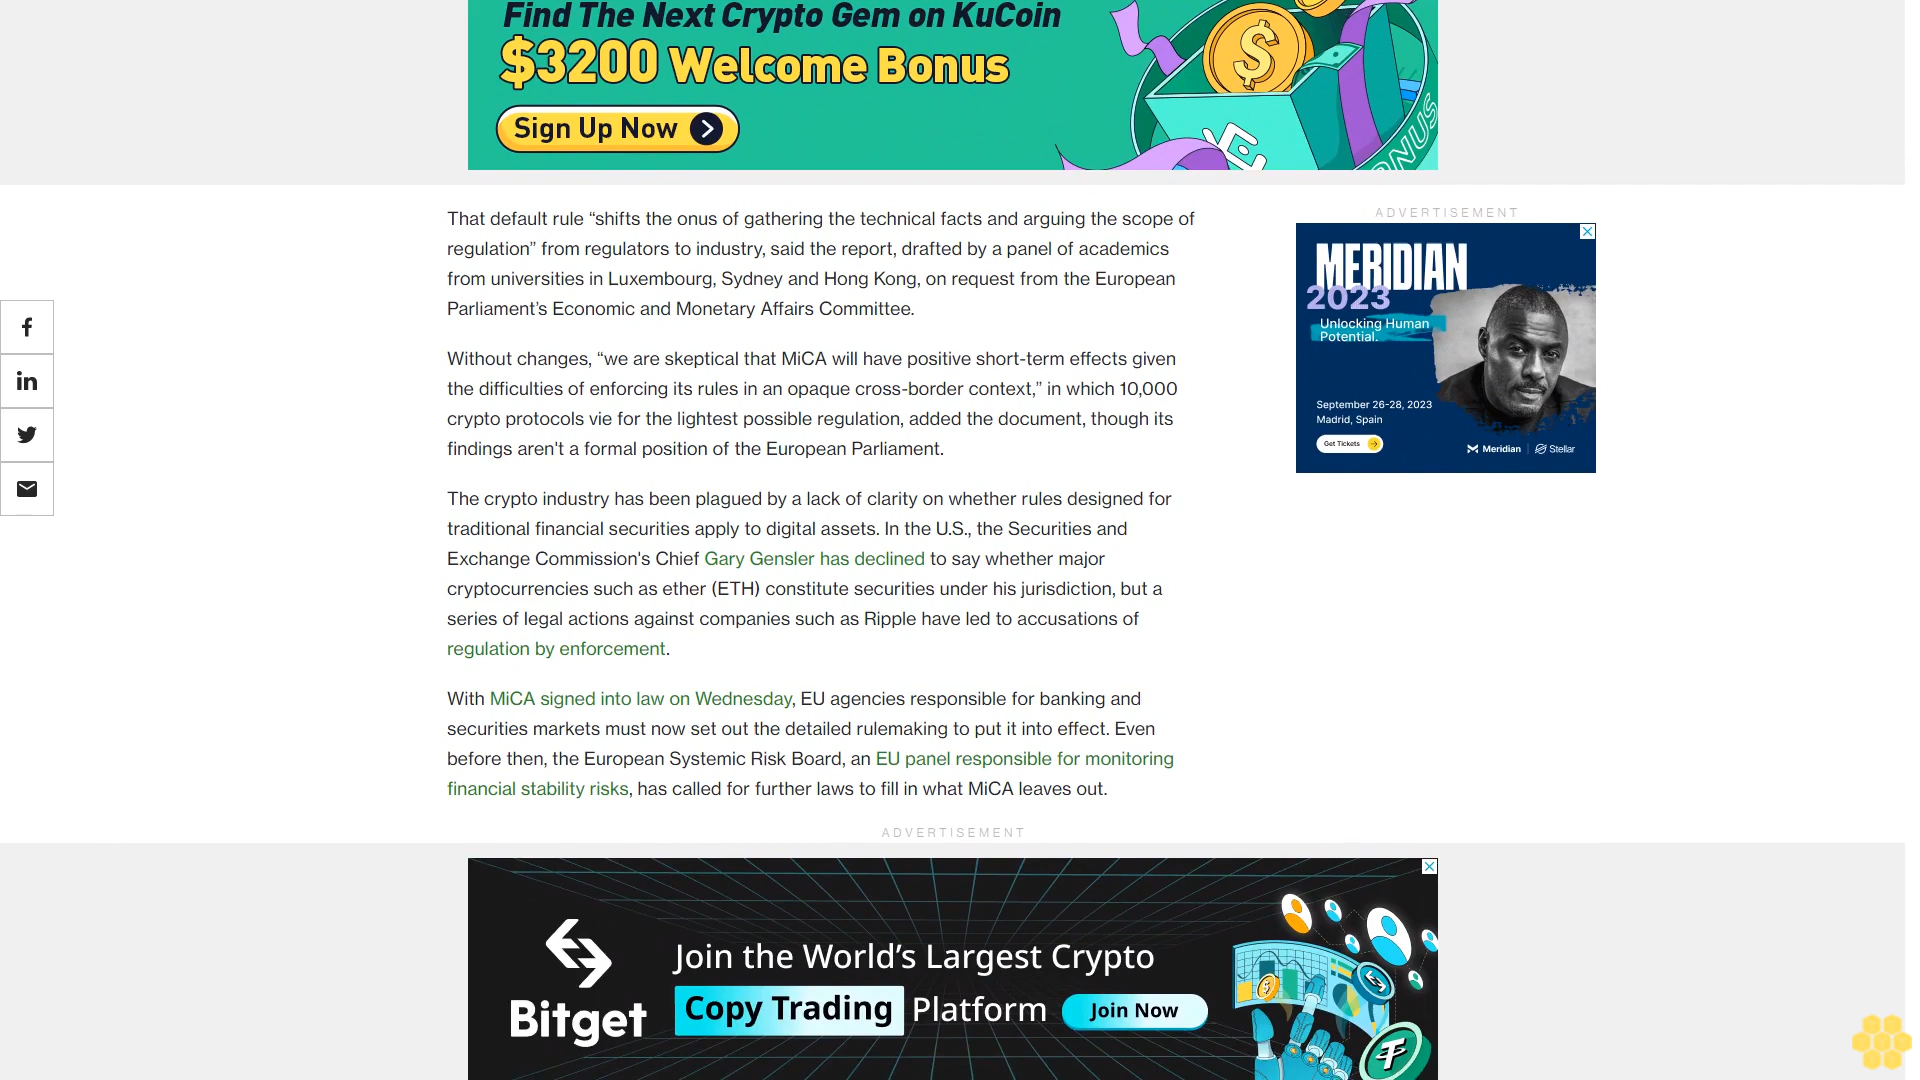 Find The Next Crypto Gem on KuCoin
$3200 Welcome Bonus
Sign Up Now
BONUS
That default rule “shifts the onus of gathering the technical facts and arguing the scope of
regulation” from regulators to industry, said the report, drafted by a panel of academics
from universities in Luxembourg, Sydney and Hong Kong, on request from the European
Parliament’s Economic and Monetary Affairs Committee.
Without changes, “we are skeptical that MiCA will have positive short-term effects given
the difficulties of enforcing its rules in an opaque cross-border context,” in which 10,000
crypto protocols vie for the lightest possible regulation, added the document, though its
findings aren't a formal position of the European Parliament.
The crypto industry has been plagued by a lack of clarity on whether rules designed for
traditional financial securities apply to digital assets. In the U.S., the Securities and
Exchange Commission's Chief Gary Gensler has declined to say whether major
cryptocurrencies such as ether (ETH) constitute securities under his jurisdiction, but a
series of legal actions against companies such as Ripple have led to accusations of
regulation by enforcement.
With MiCA signed into law on Wednesday, EU agencies responsible for banking and
securities markets must now set out the detailed rulemaking to put it into effect. Even
before then, the European Systemic Risk Board, an EU panel responsible for monitoring
financial stability risks, has called for further laws to fill in what MiCA leaves out.
ADVERTISEMENT
MERIDIAN
2023
Unlocking Human
Potential.
September 26-28, 2023
Madrid, Spain
Get Tickets
Meridian | Stellar
ADVERTISEMENT
Bitget
Join the World’s Largest Crypto
Copy Trading Platform Join Now